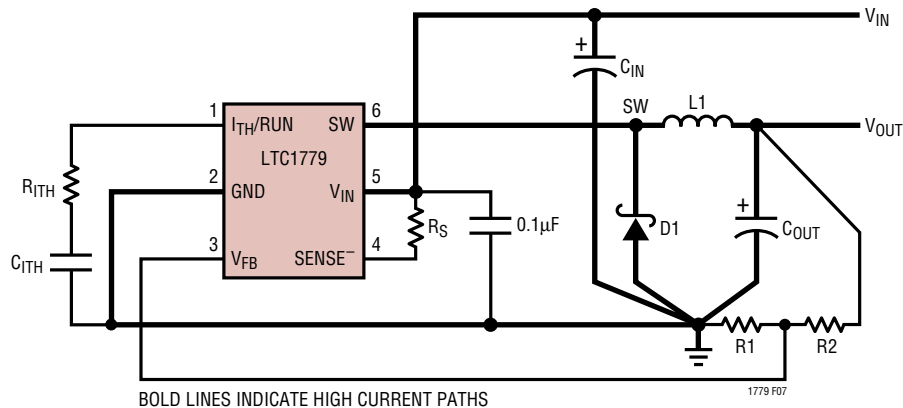 VIN
+
CIN
SW
L1
VOUT
1
ITH/RUN
SW
6
LTC1779
RITH
2
GND
VIN
5
RS
0.1µF
+
D1
COUT
3
VFB
SENSE–
4
CITH
R1
R2
BOLD LINES INDICATE HIGH CURRENT PATHS
1779 F07